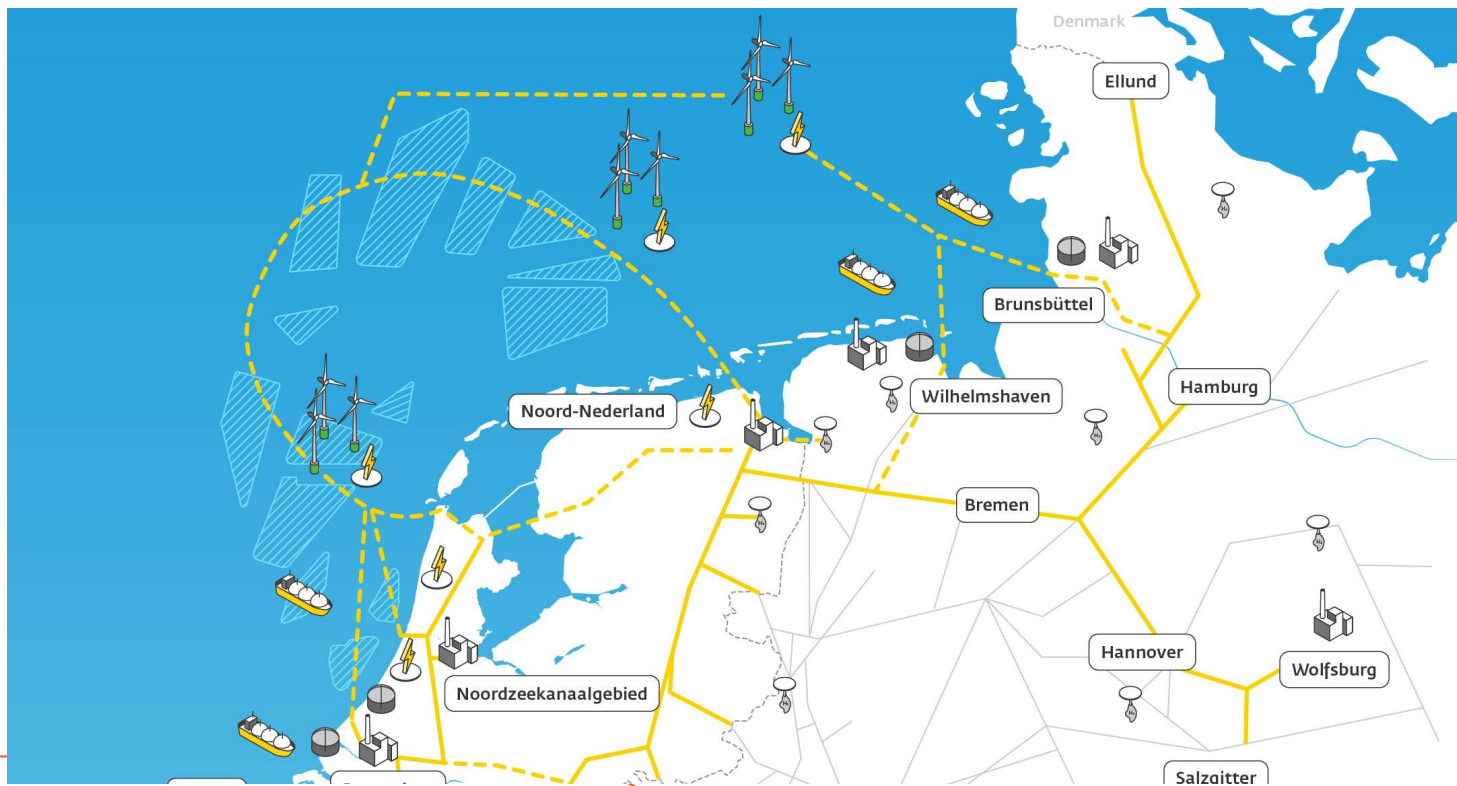 Denmark
Ellund
Brunsbüttel
Hamburg
Wilhelmshaven
Noord-Nederland
Bremen
Hannover
Wolfsburg
Noordzeekanaalgebied
Salzgitter